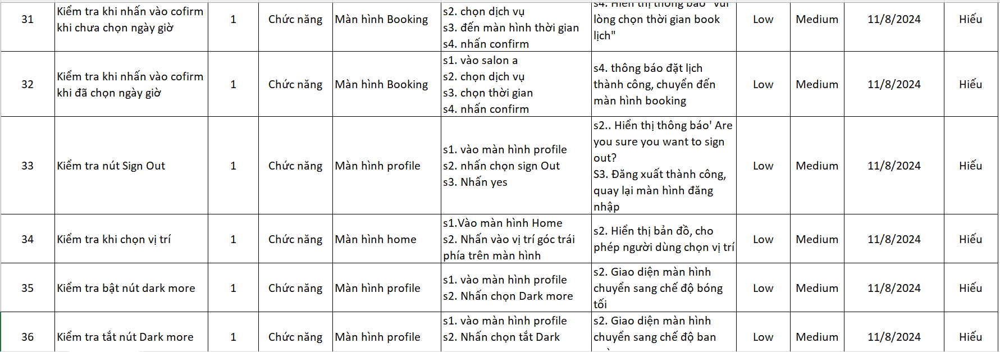 31
Kiểm tra khi nhấn vào cofirm
khi chưa chọn ngày giờ
1
Chức năng
Màn hình Booking
s2. chọn dịch vụ
s3. đến màn hình thời gian
s4. nhấn confirm
s4. Hiển thị thông báo "Vui
lòng chọn thời gian book
lịch"
Low
Medium
11/8/2024
Hiếu
32
Kiểm tra khi nhấn vào cofirm
khi đã chọn ngày giờ
1
Chức năng
Màn hình Booking
s1. vào salon a
s2. chọn dịch vụ
s3. chọn thời gian
s4. nhấn confirm
s4. thông báo đặt lịch
thành công, chuyển đến
màn hình booking
Low
Medium
11/8/2024
Hiếu
33
Kiểm tra nút Sign Out
1
Chức năng
Màn hình profile
s1. vào màn hình profile
s2. nhấn chọn sign Out
s3. Nhấn yes
s2.. Hiển thị thông báo' Are
you sure you want to sign
out?
S3. Đăng xuất thành công,
quay lại màn hình đăng
nhập
Low
Medium
11/8/2024
Hiếu
34
Kiểm tra khi chọn vị trí
1
Chức năng
Màn hình home
s1.Vào màn hình Home
s2. Nhấn vào vị trí góc trái
phía trên màn hình
s2. Hiển thị bản đồ, cho
phép người dùng chọn vị trí
Low
Medium
11/8/2024
Hiếu
35
Kiểm tra bật nút dark more
1
Chức năng
Màn hình profile
s1. vào màn hình profile
s2. Nhấn chọn Dark more
s2. Giao diện màn hình
chuyển sang chế độ bóng
tối
Low
Medium
11/8/2024
Hiếu
36
Kiểm tra tắt nút Dark more
1
Chức năng
Màn hình profile
s1. vào màn hình profile
s2. Nhấn chọn tắt Dark
s2. Giao diện màn hình
chuyển sang chế độ ban
Low
Medium
11/8/2024
Hiếu